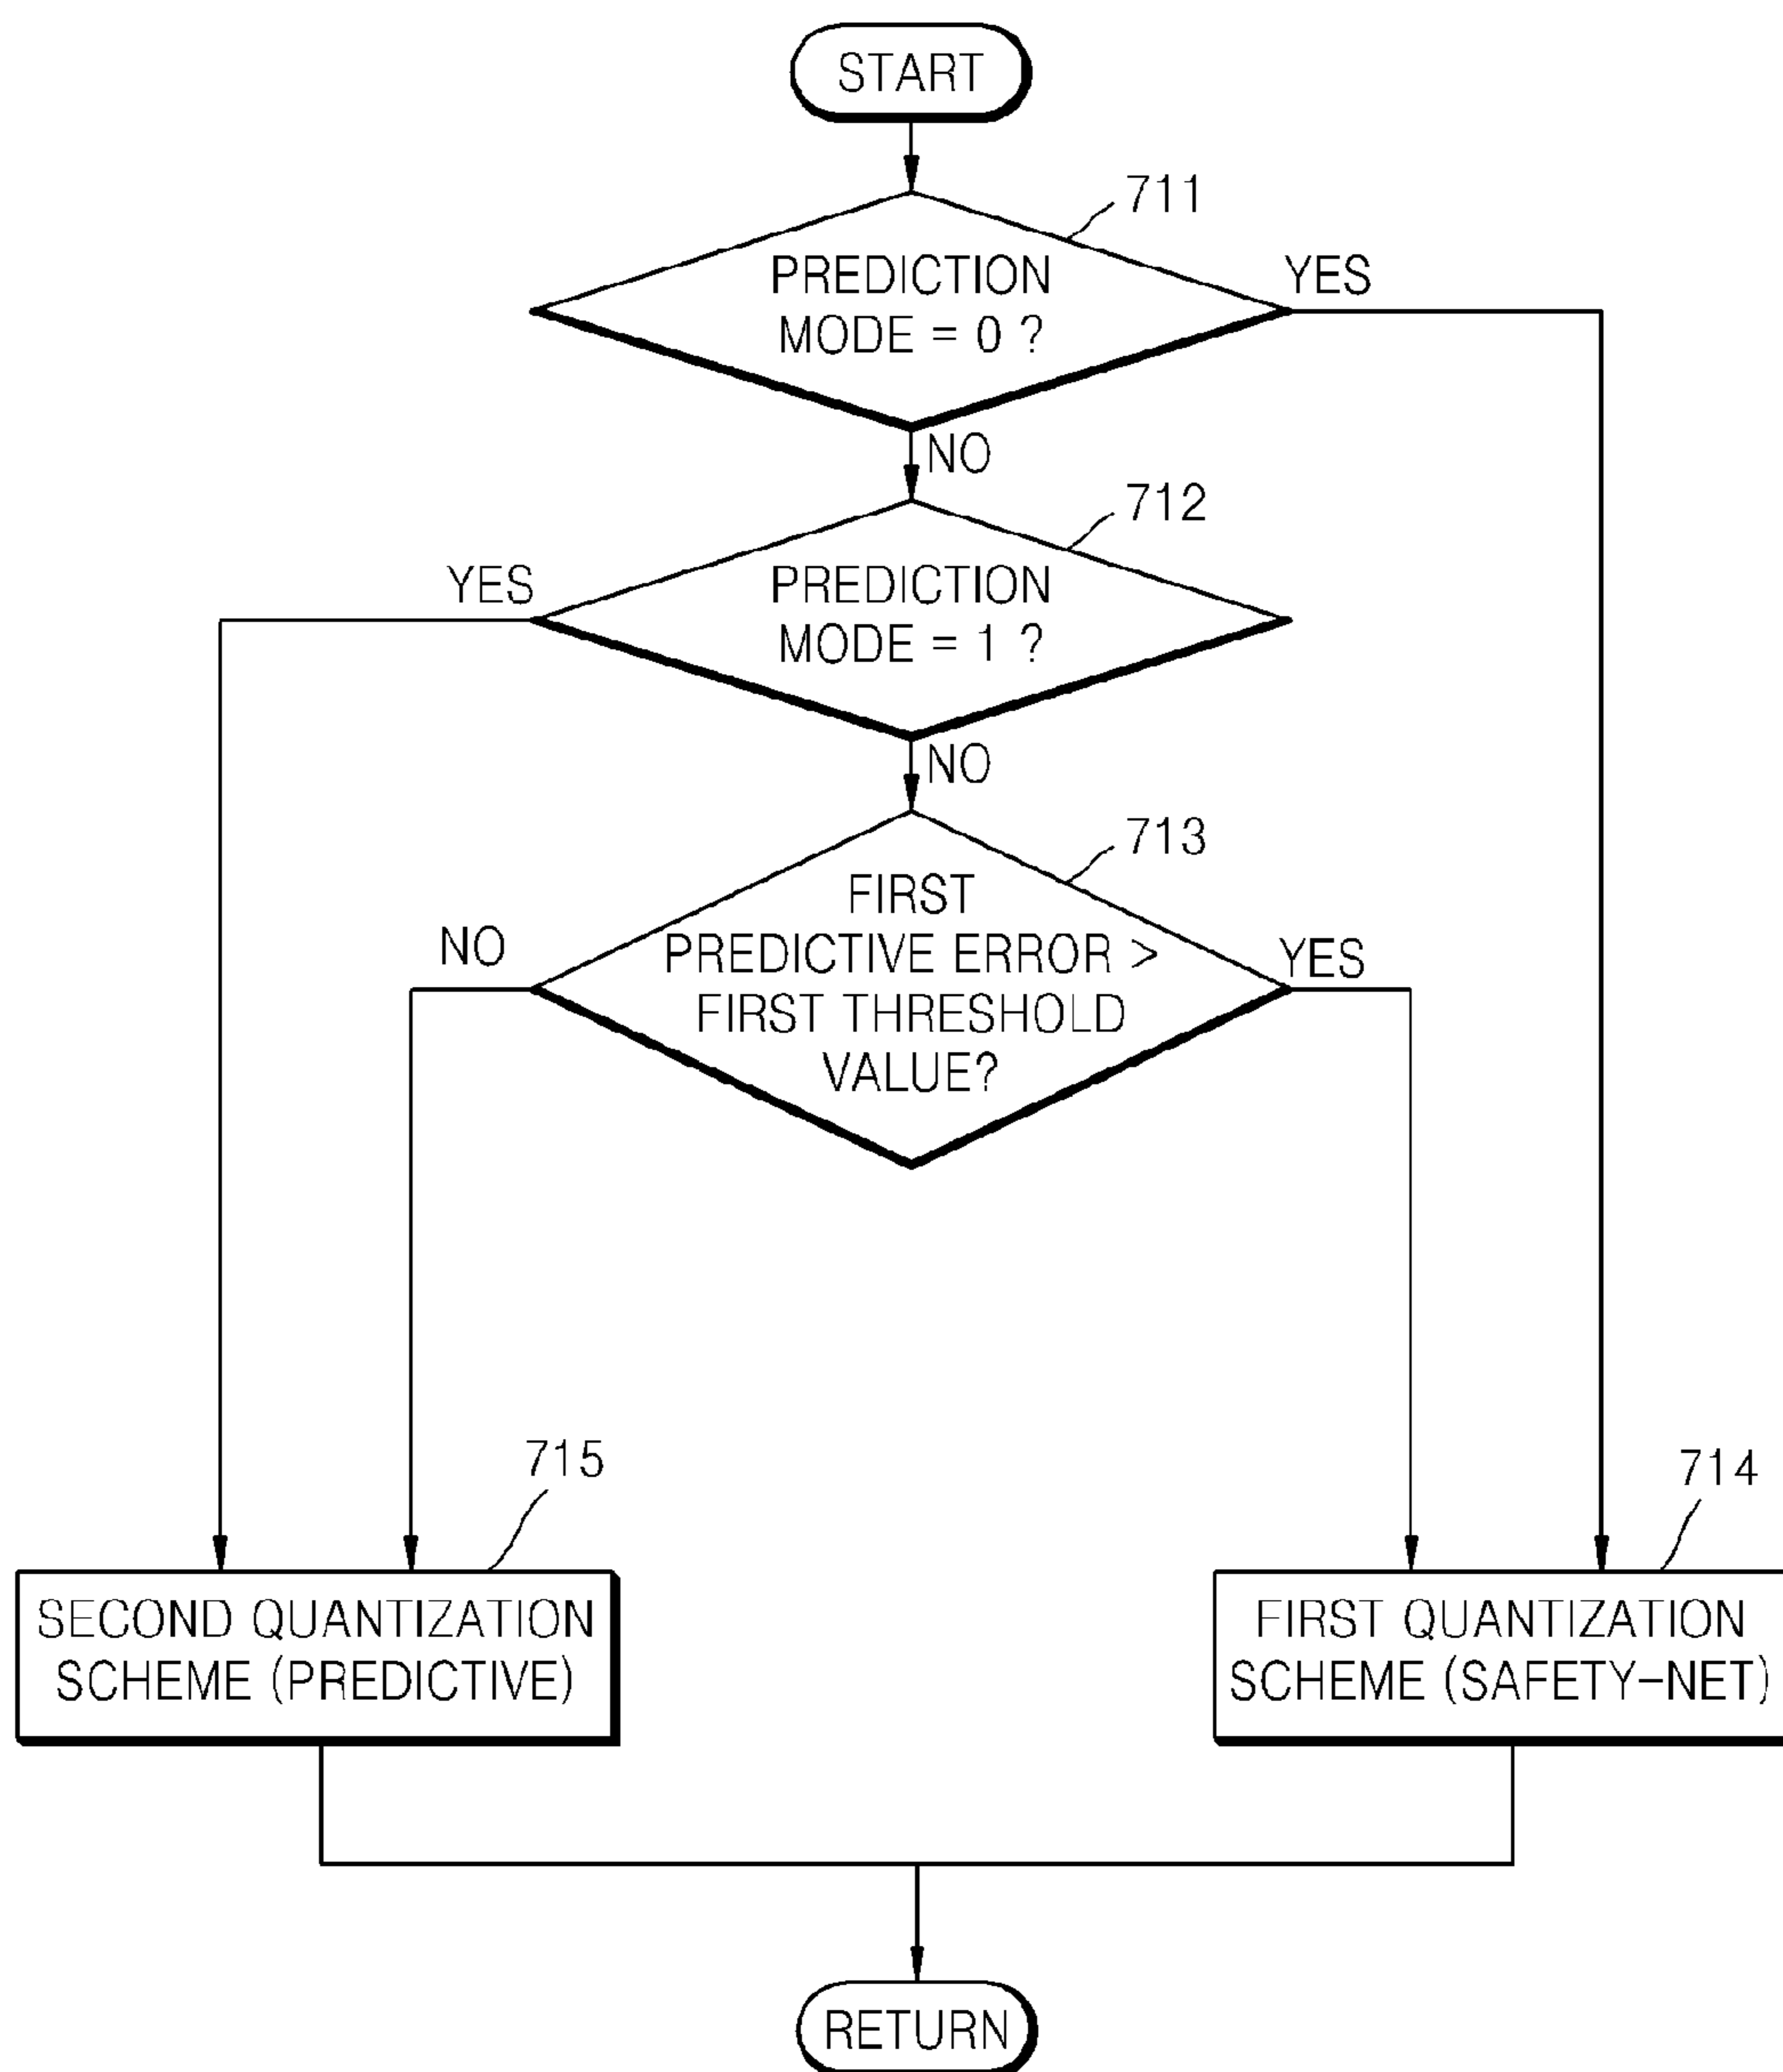 START
711
PREDICTION
MODE = 0 ?
YES
NO
712
PREDICTION
MODE = 1 ?
YES
NO
713
FIRST
PREDICTIVE ERROR >
FIRST THRESHOLD
VALUE?
NO
YES
715
714
SECOND QUANTIZATION
SCHEME (PREDICTIVE)
FIRST QUANTIZATION
SCHEME (SAFETY-NET)
RETURN